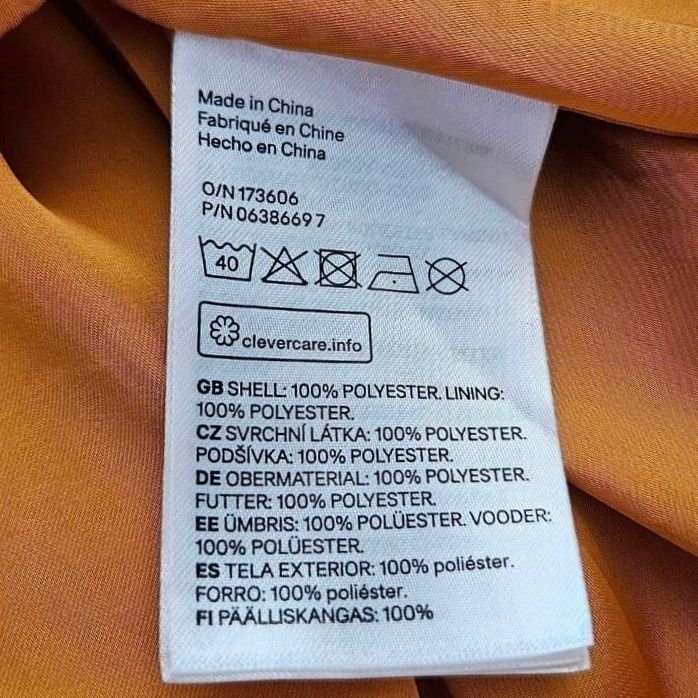 Made in China
Fabriqué en Chine
Hecho en China
O/N 173606
P/N 06386697
40
clevercare.info
GB SHELL: 100% POLYESTER. LINING:
100% POLYESTER.
CZ SVRCHNÍ LÁTKA: 100% POLYESTER.
PODŠÍVKA: 100% POLYESTER.
DE OBERMATERIAL: 100% POLYESTER.
FUTTER: 100% POLYESTER.
EE ÜMBRIS: 100% POLÜESTER. VOODER:
100% POLÜESTER.
ES TELA EXTERIOR: 100% poliéster.
FORRO: 100% poliéster.
FI PÄÄLLISKANGAS: 100%